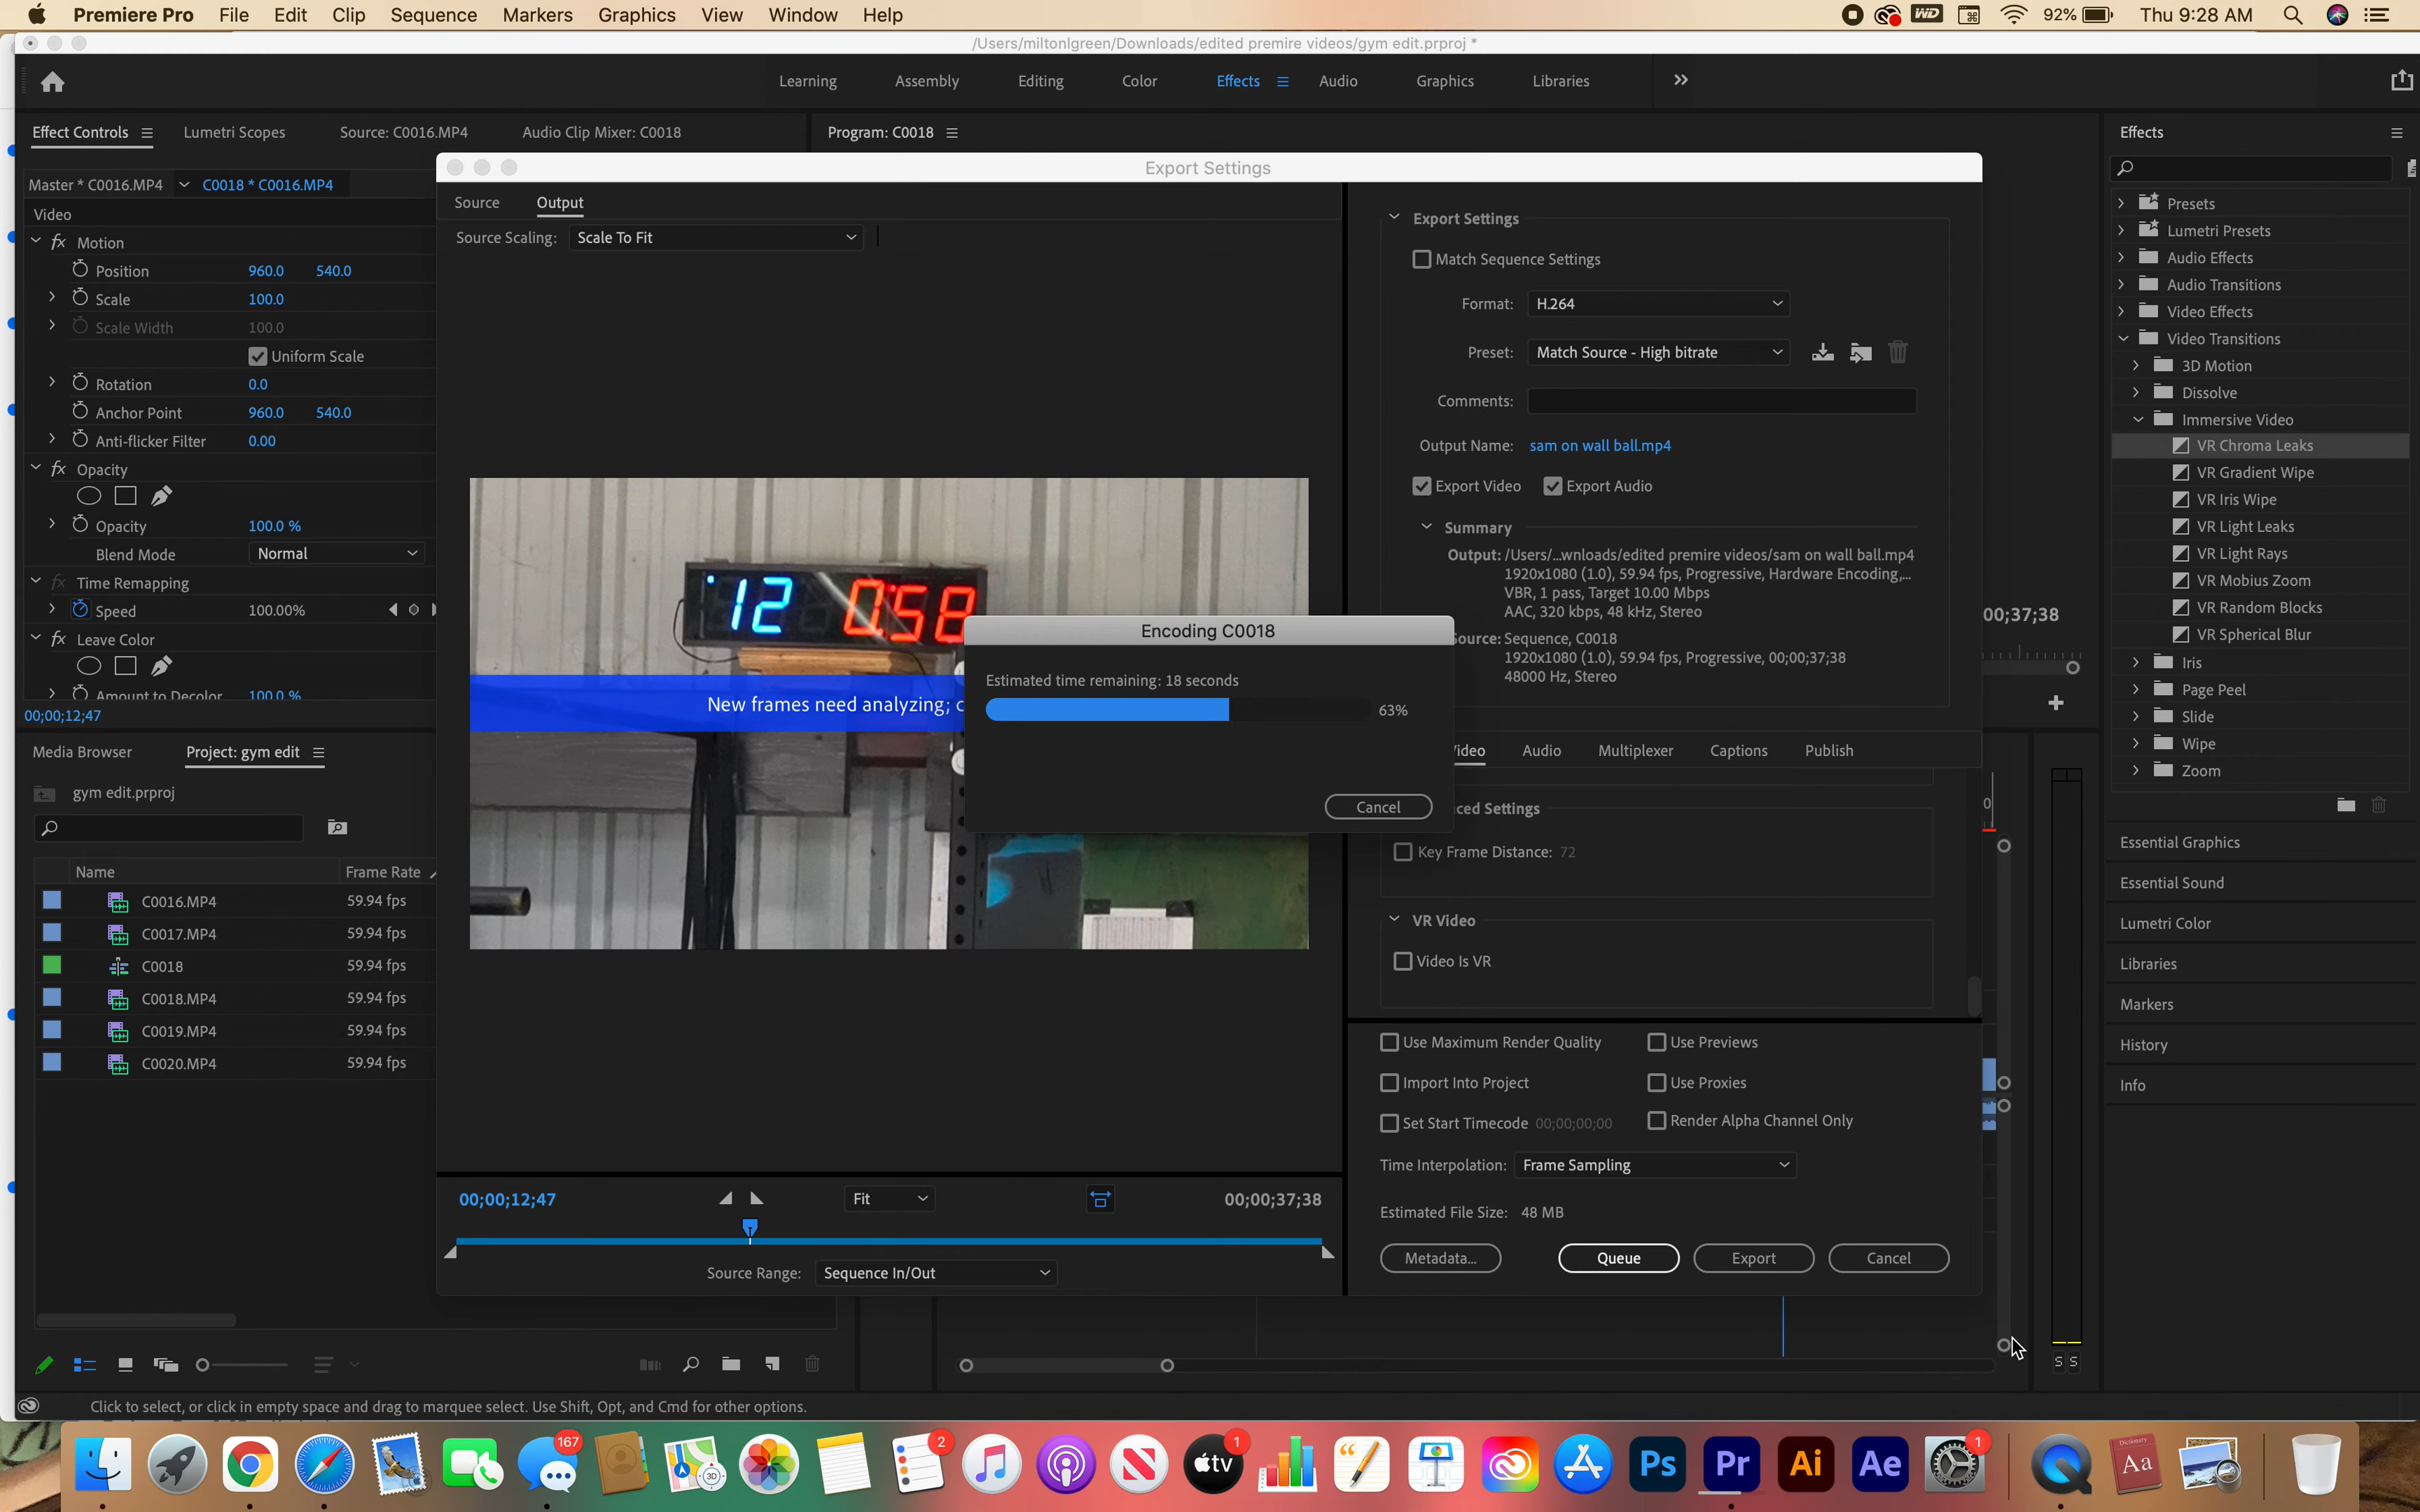 Premiere Pro File Edit Clip Sequence Markers Graphics View Window Help
WD 92% Thu 9:28 AM
/Users/miltonlgreen/Downloads/edited premire videos/gym edit.prproj *
Learning Assembly Editing Color Effects Audio Graphics Libraries
Effect Controls Lumetri Scopes Source: C0016.MP4 Audio Clip Mixer: C0018
Program: C0018
Master * C0016.MP4 C0018 * C0016.MP4
Video
fx Motion
Position 960.0 540.0
Scale 100.0
Scale Width 100.0
Uniform Scale
Rotation 0.0
Anchor Point 960.0 540.0
Anti-flicker Filter 0.00
fx Opacity
Opacity 100.0 %
Blend Mode Normal
fx Time Remapping
Speed 100.00%
fx Leave Color
Amount to Decolor 100.0 %
00;00;12;47
Media Browser Project: gym edit
gym edit.prproj
Name Frame Rate
C0016.MP4 59.94 fps
C0017.MP4 59.94 fps
C0018 59.94 fps
C0018.MP4 59.94 fps
C0019.MP4 59.94 fps
C0020.MP4 59.94 fps
Export Settings
Source Output
Source Scaling: Scale To Fit
12 0:58
New frames need analyzing; c
00;00;12;47 Fit 00;00;37;38
Source Range: Sequence In/Out
Encoding C0018
Estimated time remaining: 18 seconds
63%
Cancel
Export Settings
Match Sequence Settings
Format: H.264
Preset: Match Source - High bitrate
Comments:
Output Name: sam on wall ball.mp4
Export Video Export Audio
Summary
Output: /Users/...wnloads/edited premire videos/sam on wall ball.mp4
1920x1080 (1.0), 59.94 fps, Progressive, Hardware Encoding,...
VBR, 1 pass, Target 10.00 Mbps
AAC, 320 kbps, 48 kHz, Stereo
ource: Sequence, C0018
1920x1080 (1.0), 59.94 fps, Progressive, 00;00;37;38
48000 Hz, Stereo
ideo Audio Multiplexer Captions Publish
ced Settings
Key Frame Distance: 72
VR Video
Video Is VR
Use Maximum Render Quality Use Previews
Import Into Project Use Proxies
Set Start Timecode 00;00;00;00 Render Alpha Channel Only
Time Interpolation: Frame Sampling
Estimated File Size: 48 MB
Metadata... Queue Export Cancel
00;37;38
0
S S
Effects
Presets
Lumetri Presets
Audio Effects
Audio Transitions
Video Effects
Video Transitions
3D Motion
Dissolve
Immersive Video
VR Chroma Leaks
VR Gradient Wipe
VR Iris Wipe
VR Light Leaks
VR Light Rays
VR Mobius Zoom
VR Random Blocks
VR Spherical Blur
Iris
Page Peel
Slide
Wipe
Zoom
Essential Graphics
Essential Sound
Lumetri Color
Libraries
Markers
History
Info
Click to select, or click in empty space and drag to marquee select. Use Shift, Opt, and Cmd for other options.
167 3D 2 tv 1 Ps Pr Ai Ae 1 Dictionary Aa